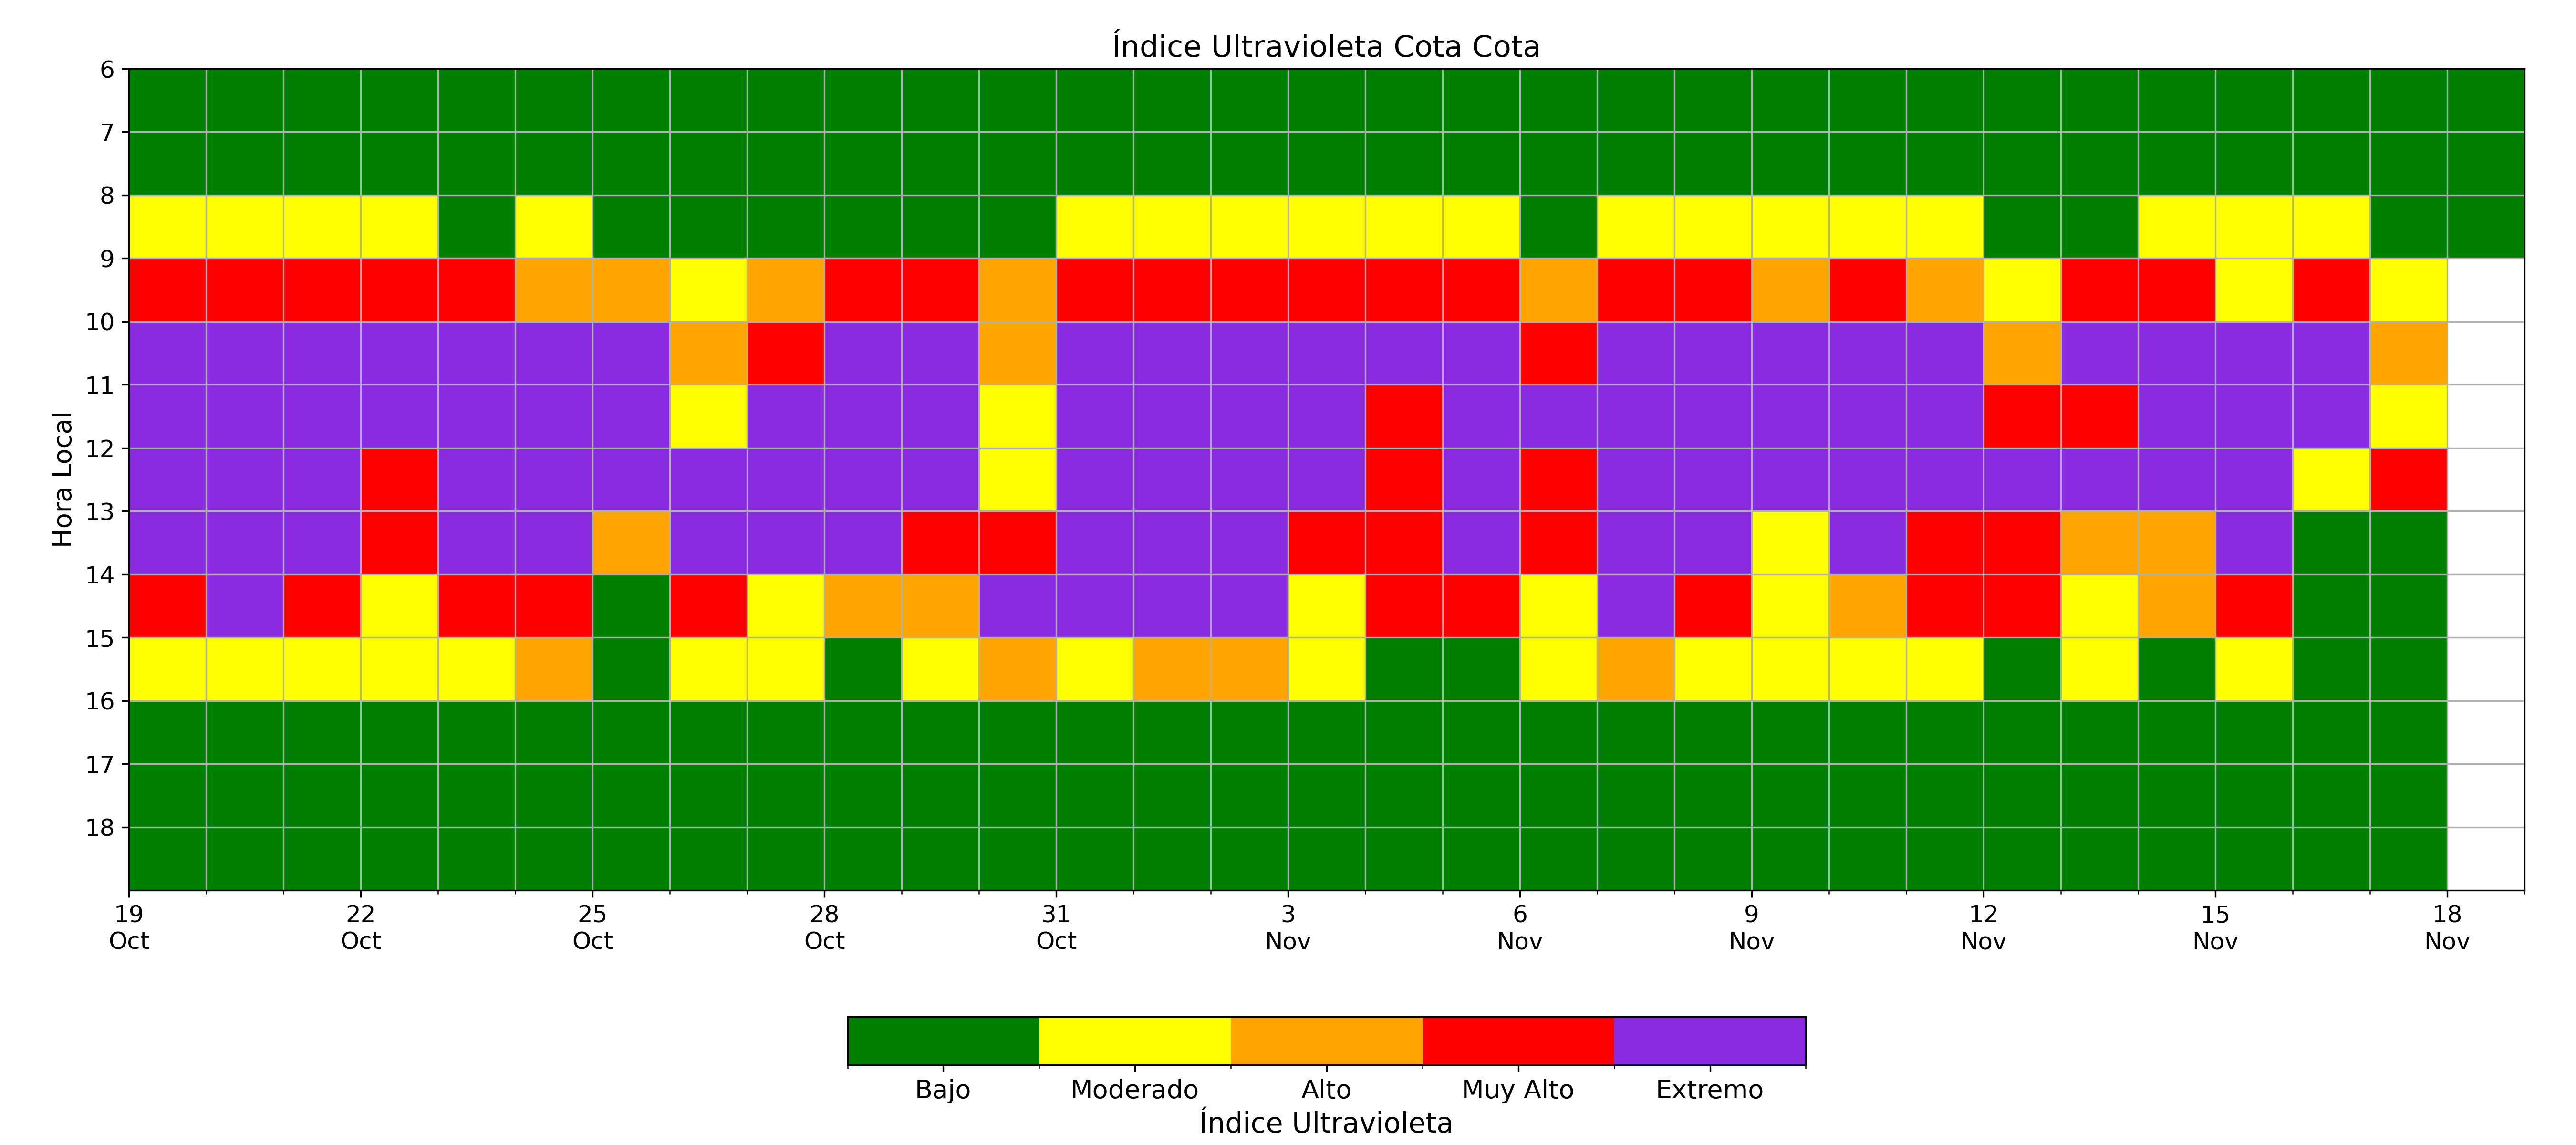 Índice Ultravioleta Cota Cota
6
7
8
9
10
11
12
13
14
15
16
17
18
Hora Local
19 22 25 28 31 3 6 9 12 15 18
Oct Oct Oct Oct Oct Nov Nov Nov Nov Nov Nov
Bajo Moderado Alto Muy Alto Extremo
Índice Ultravioleta